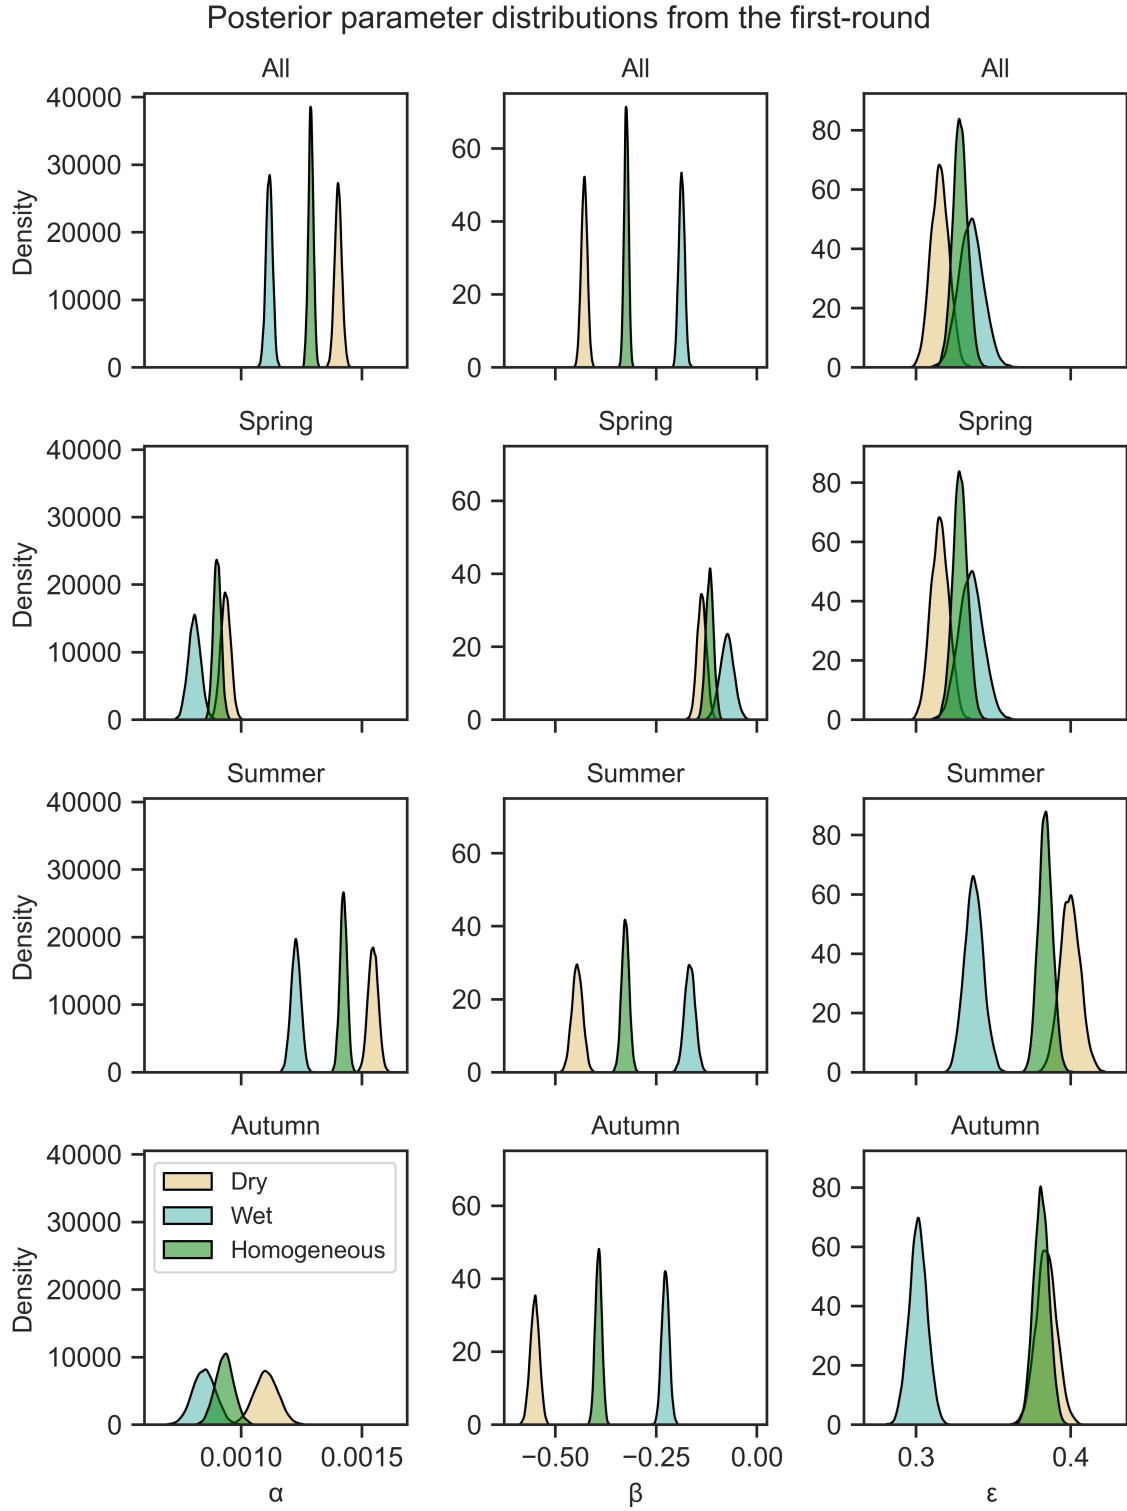 Posterior parameter distributions from the first-round
All All All
40000 30000 20000 10000 0
Density
60 40 20 0
80 60 40 20 0
Spring Spring Spring
40000 30000 20000 10000 0
Density
60 40 20 0
80 60 40 20 0
Summer Summer Summer
40000 30000 20000 10000 0
Density
60 40 20 0
80 60 40 20 0
Autumn Autumn Autumn
40000 30000 20000 10000 0
Density
Dry
Wet
Homogeneous
60 40 20 0
80 60 40 20 0
0.0010 0.0015 −0.50 −0.25 0.00 0.3 0.4
α β ε